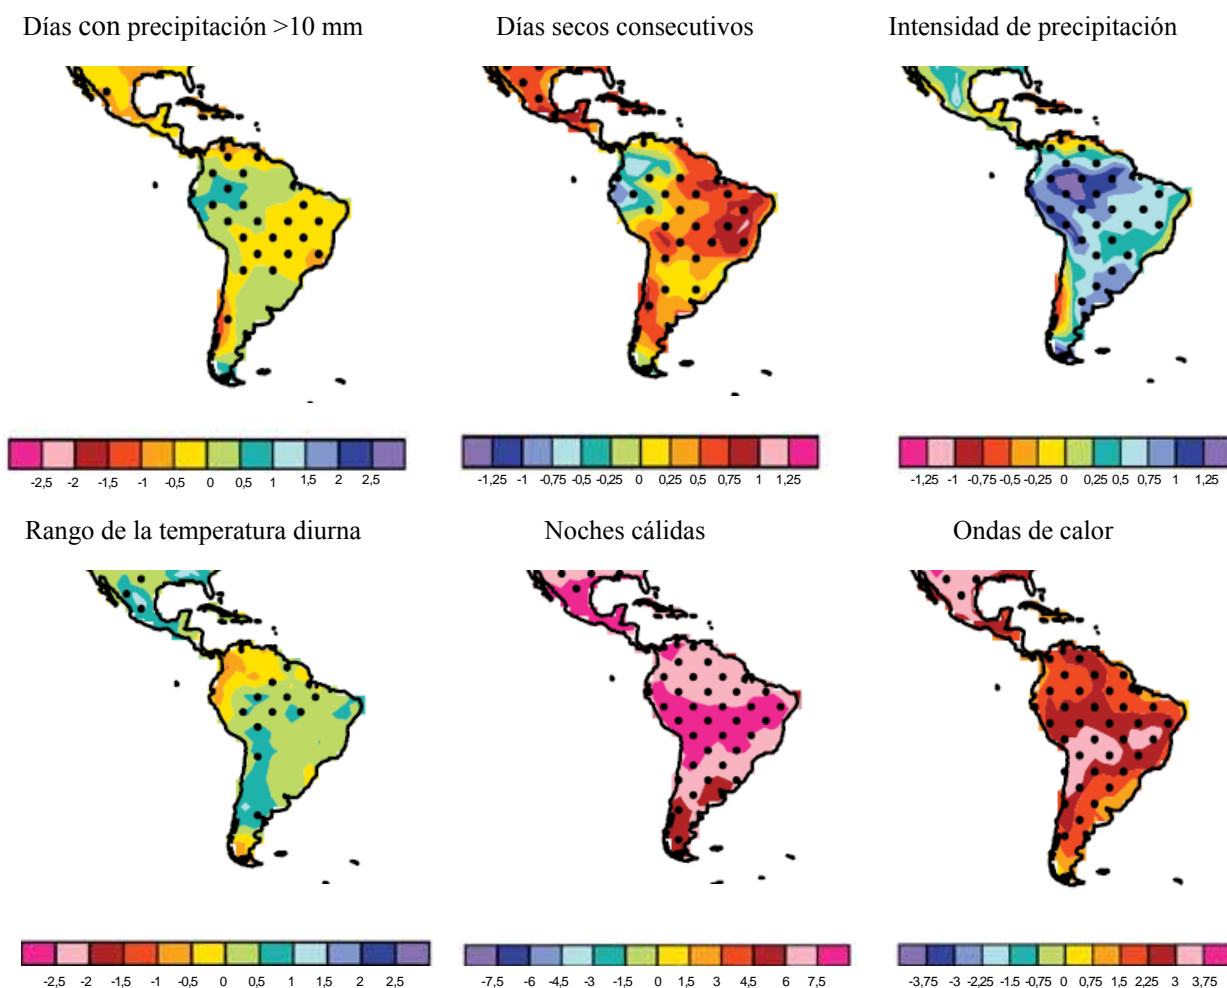 Días con precipitación >10 mm
Días secos consecutivos
Intensidad de precipitación
-2,5 -2 -1,5 -1 -0,5 0 0,5 1 1,5 2 2,5
-1,25 -1 -0,75 -0,5 -0,25 0 0,25 0,5 0,75 1 1,25
-1,25 -1 -0,75 -0,5 -0,25 0 0,25 0,5 0,75 1 1,25
Rango de la temperatura diurna
Noches cálidas
Ondas de calor
-2,5 -2 -1,5 -1 -0,5 0 0,5 1 1,5 2 2,5
-7,5 -6 -4,5 -3 -1,5 0 1,5 3 4,5 6 7,5
-3,75 -3 -2,25 -1,5 -0,75 0 0,75 1,5 2,25 3 3,75